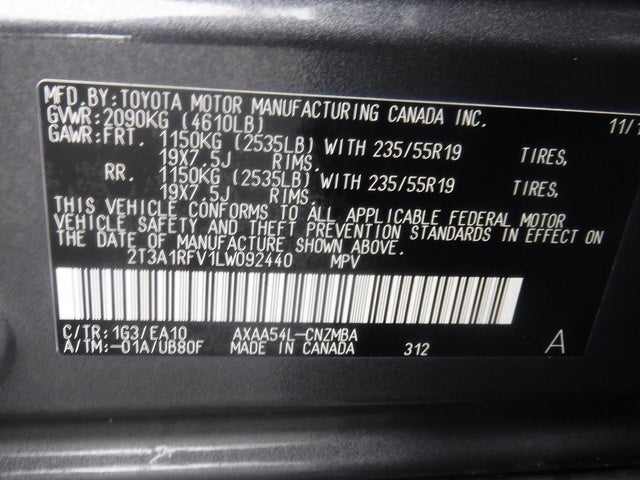 MFD. BY: TOYOTA MOTOR MANUFACTURING CANADA INC.
GVWR: 2090KG (4610LB) 11/1
GAWR: FRT. 1150KG (2535LB) WITH 235/55R19 TIRES,
19X7.5J RIMS.
RR. 1150KG (2535LB) WITH 235/55R19 TIRES,
19X7.5J RIMS.
THIS VEHICLE CONFORMS TO ALL APPLICABLE FEDERAL MOTOR
VEHICLE SAFETY AND THEFT PREVENTION STANDARDS IN EFFECT ON
THE DATE OF MANUFACTURE SHOWN ABOVE.
2T3A1RFV1LW092440 MPV
C/TR: 1G3/EA10 AXAA54L-CNZMBA
A/TM: -01A/UB80F MADE IN CANADA 312 A